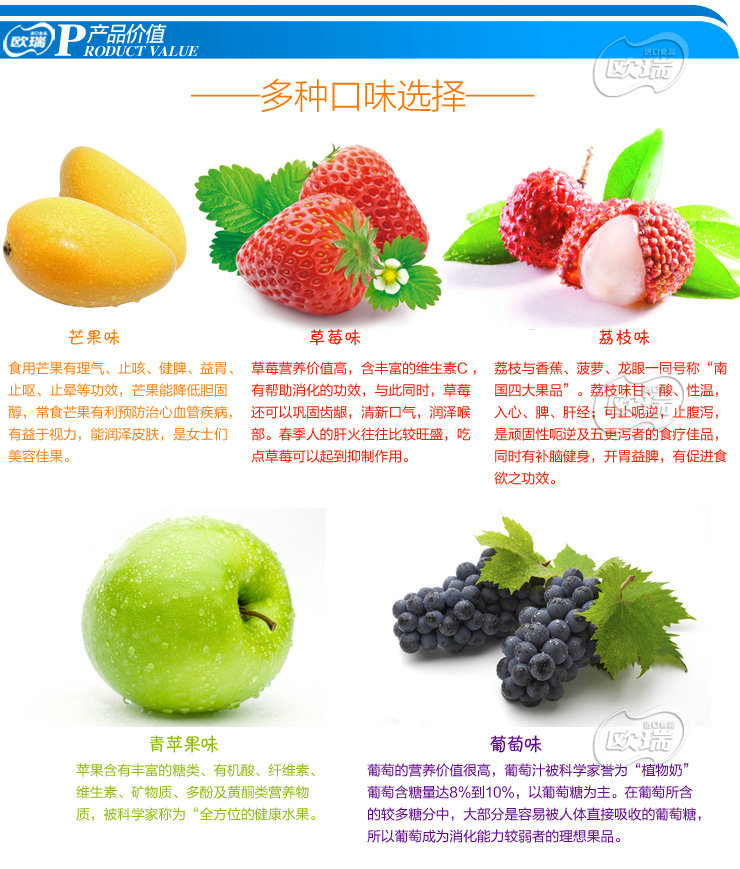 进口食品
欧瑞
P产品价值
RODUCT VALUE
进口食品
欧瑞
多种口味选择
芒果味
食用芒果有理气、止咳、健脾、益胃、
止呕、止晕等功效，芒果能降低胆固
醇，常食芒果有利预防治心血管疾病，
有益于视力，能润泽皮肤，是女士们
美容佳果。
草莓味
草莓营养价值高，含丰富的维生素C ，
有帮助消化的功效，与此同时，草莓
还可以巩固齿龈，清新口气，润泽喉
部。春季人的肝火往往比较旺盛，吃
点草莓可以起到抑制作用。
荔枝味
荔枝与香蕉、菠萝、龙眼一同号称“南
国四大果品”。荔枝味甘、酸、性温，
入心、脾、肝经；可止呃逆，止腹泻，
是顽固性呃逆及五更泻者的食疗佳品，
同时有补脑健身，开胃益脾，有促进食
欲之功效。
欧瑞
青苹果味
苹果含有丰富的糖类、有机酸、纤维素、
维生素、矿物质、多酚及黄酮类营养物
质，被科学家称为“全方位的健康水果。
葡萄味
葡萄的营养价值很高，葡萄汁被科学家誉为“植物奶”
葡萄含糖量达8%到10%，以葡萄糖为主。在葡萄所含
的较多糖分中，大部分是容易被人体直接吸收的葡萄糖，
所以葡萄成为消化能力较弱者的理想果品。
进口食品
欧瑞